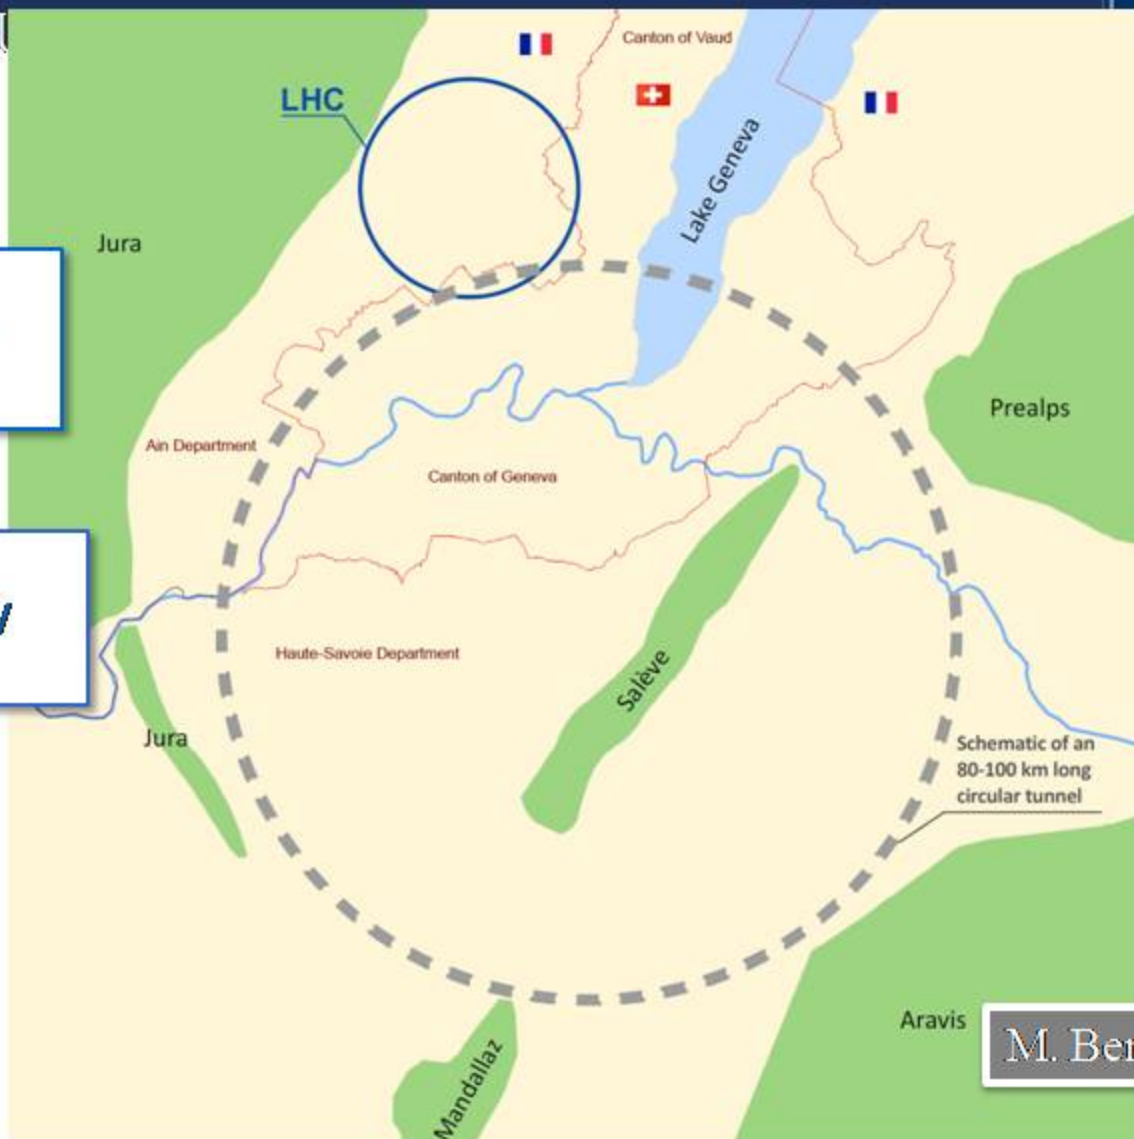 Canton of Vaud
LHC
Lake Geneva
Jura
Prealps
Ain Department
Canton of Geneva
Haute-Savoie Department
Salève
Jura
Schematic of an
80-100 km long
circular tunnel
Aravis
M. Ber
Mandallaz